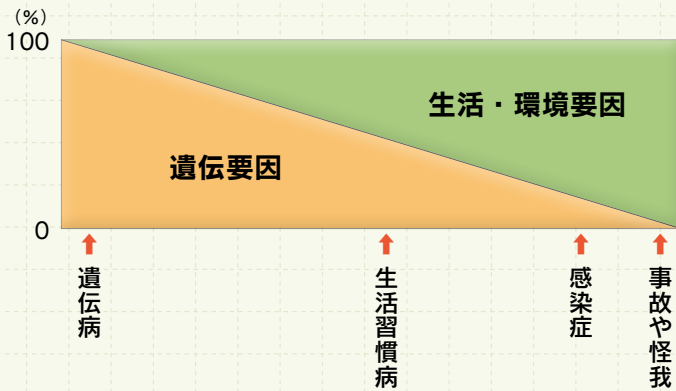 (%)
100
生活・環境要因
遺伝要因
0
遺伝病
生活習慣病
感染症
事故や怪我